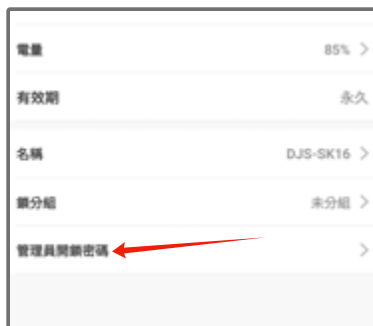 電量 85%
有效期 永久
名稱 DJS-SK16
鎖分組 未分組
管理員開鎖密碼